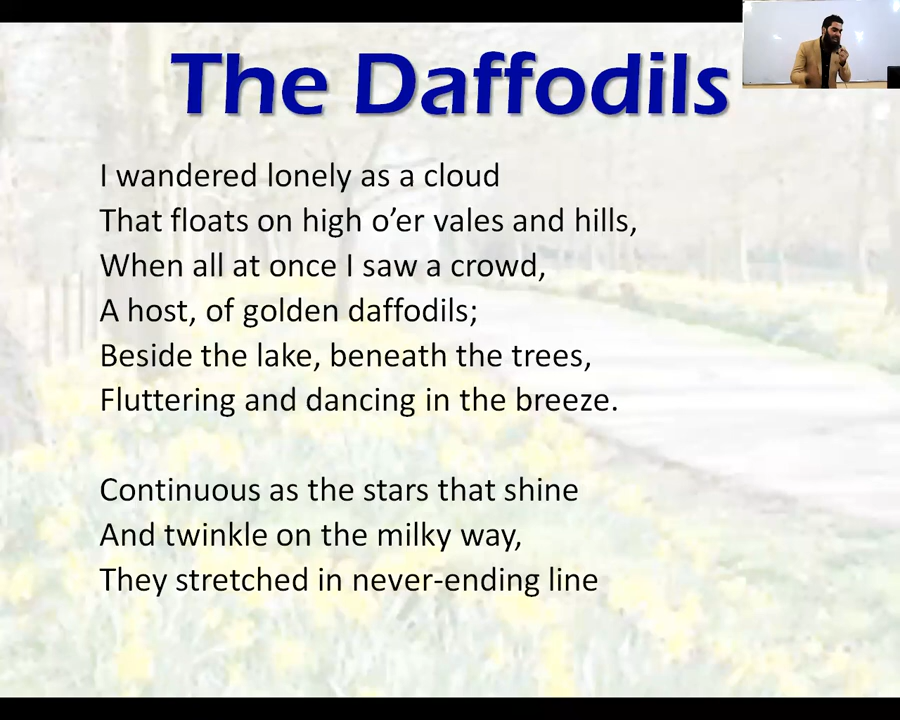 The Daffodils
I wandered lonely as a cloud
That floats on high o’er vales and hills,
When all at once I saw a crowd,
A host, of golden daffodils;
Beside the lake, beneath the trees,
Fluttering and dancing in the breeze.
Continuous as the stars that shine
And twinkle on the milky way,
They stretched in never-ending line